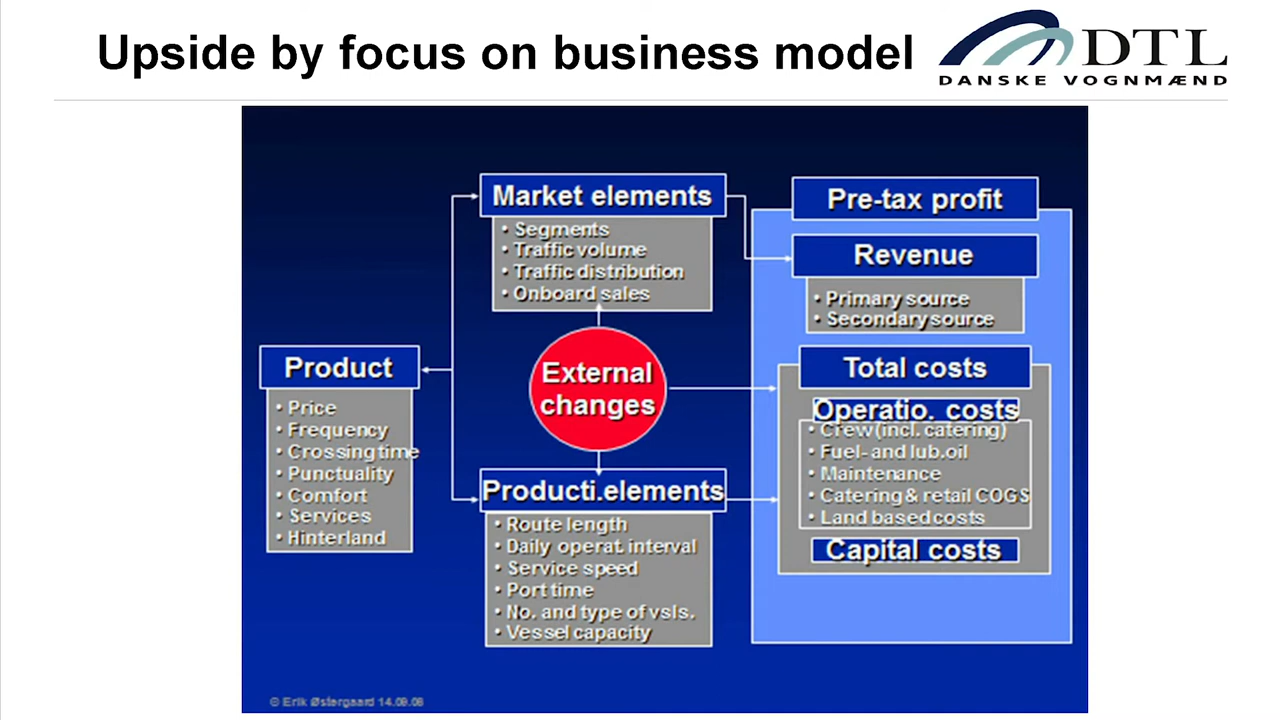 Upside by focus on business model
DTL
DANSKE VOGNMÆND
Market elements
• Segments
• Traffic volume
• Traffic distribution
• Onboard sales
Pre-tax profit
Revenue
• Primary source
• Secondary source
External
changes
Product
• Price
• Frequency
• Crossing time
• Punctuality
• Comfort
• Services
• Hinterland
Total costs
Operatio. costs
• Crew (incl. catering)
• Fuel- and lub.oil
• Maintenance
• Catering & retail COGS
• Land based costs
Capital costs
Producti.elements
• Route length
• Daily operat. interval
• Service speed
• Port time
• No. and type of vsls.
• Vessel capacity
© Erik Østergaard 14.09.08